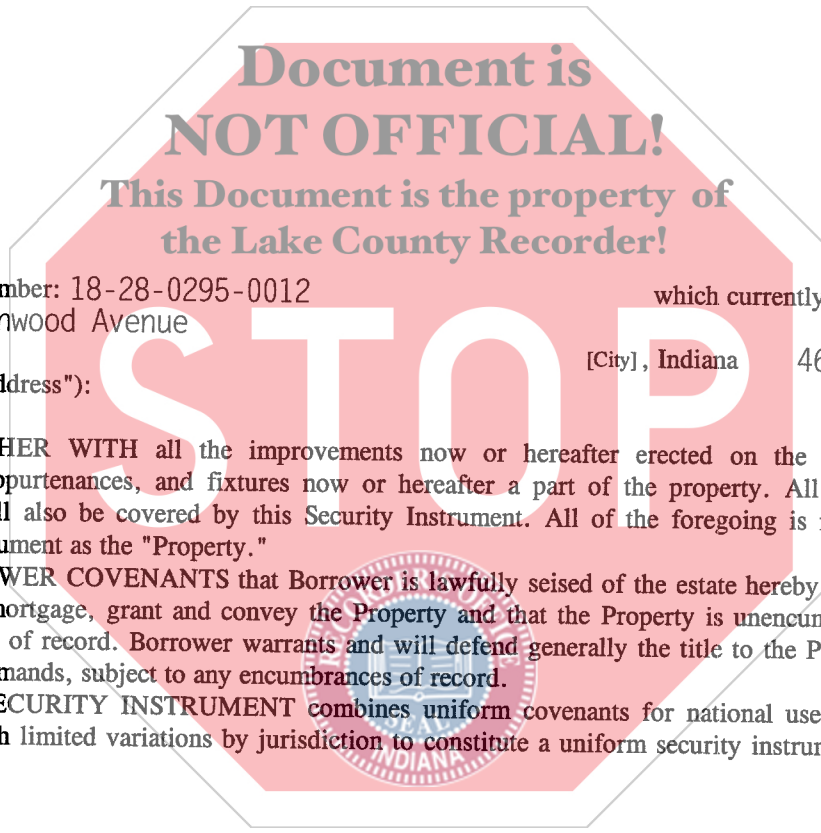 Document is
NOT OFFICIAL!
This Document is the property of
the Lake County Recorder!
mber: 18-28-0295-0012 which currently
nwood Avenue
[City], Indiana 46
ddress"):
STOP
HER WITH all the improvements now or hereafter erected on the
ppurtenances, and fixtures now or hereafter a part of the property. All
ll also be covered by this Security Instrument. All of the foregoing is
ument as the "Property."
WER COVENANTS that Borrower is lawfully seised of the estate hereby
mortgage, grant and convey the Property and that the Property is unencum
of record. Borrower warrants and will defend generally the title to the P
mands, subject to any encumbrances of record.
ECURITY INSTRUMENT combines uniform covenants for national use
h limited variations by jurisdiction to constitute a uniform security instrum
SEAL
INDIANA